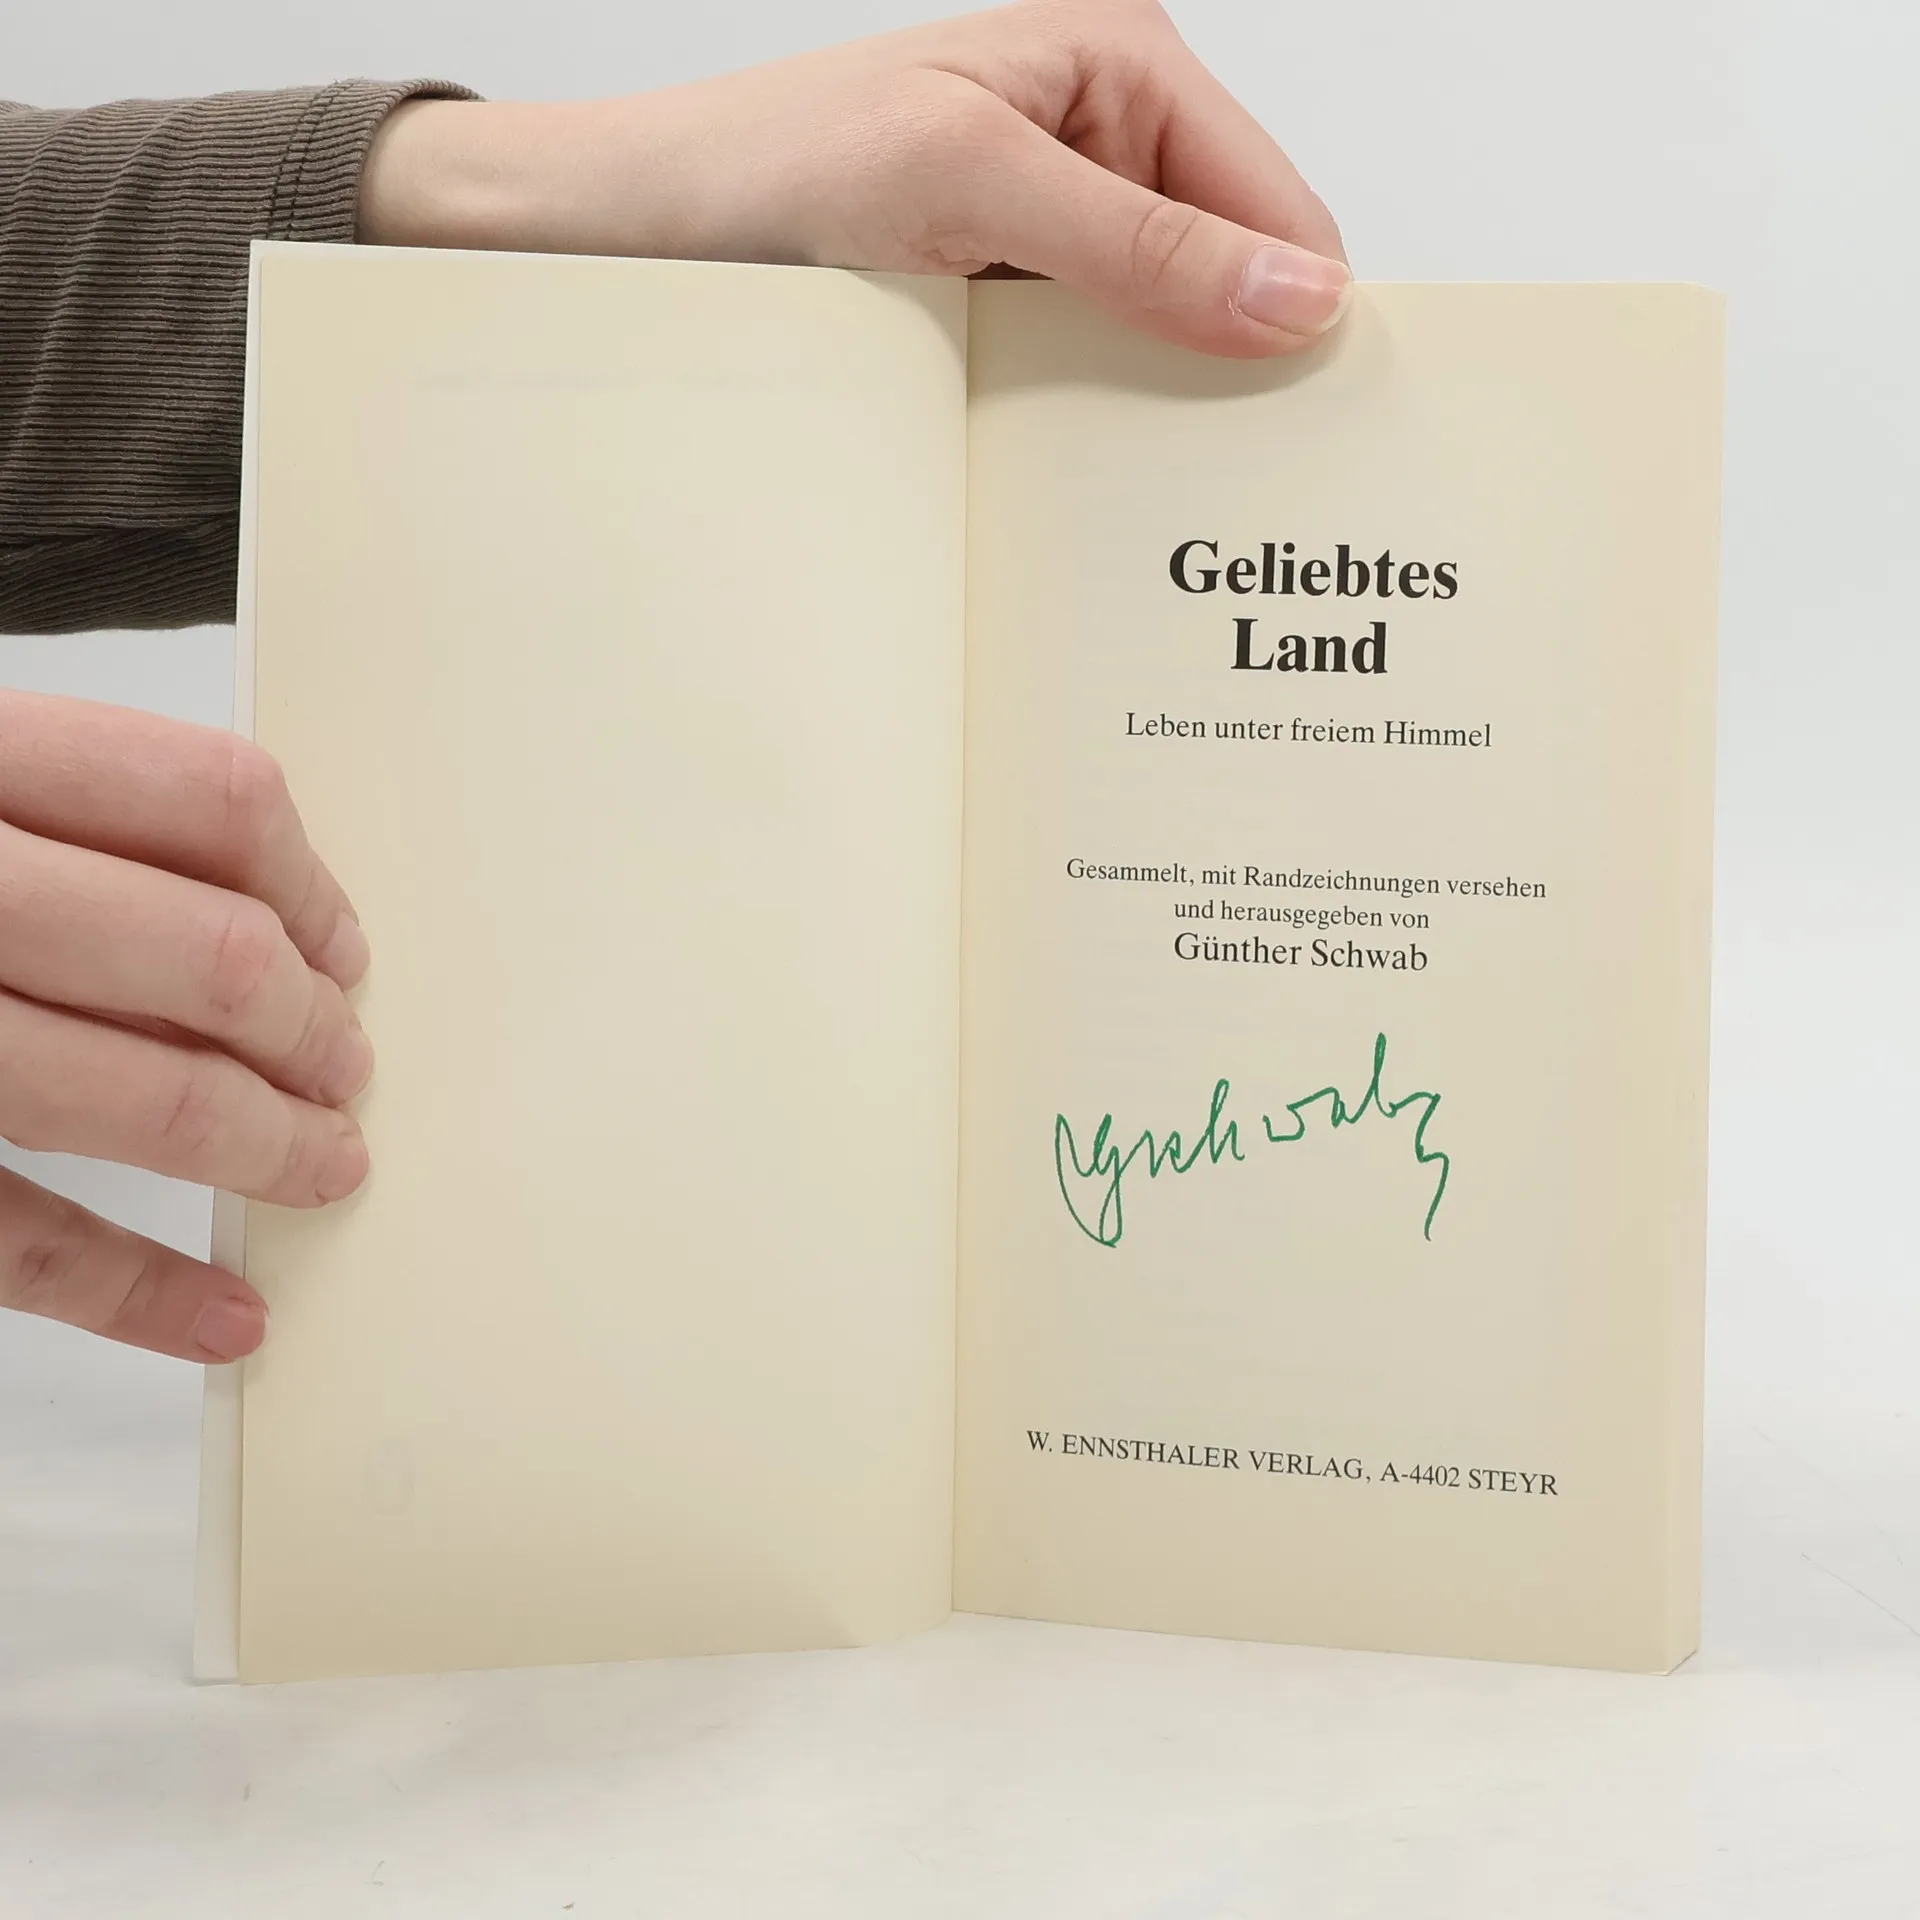 Geliebtes
Land
Leben unter freiem Himmel
Gesammelt, mit Randzeichnungen versehen
und herausgegeben von
Günther Schwab
gschwab
W. ENNSTHALER VERLAG, A-4402 STEYR